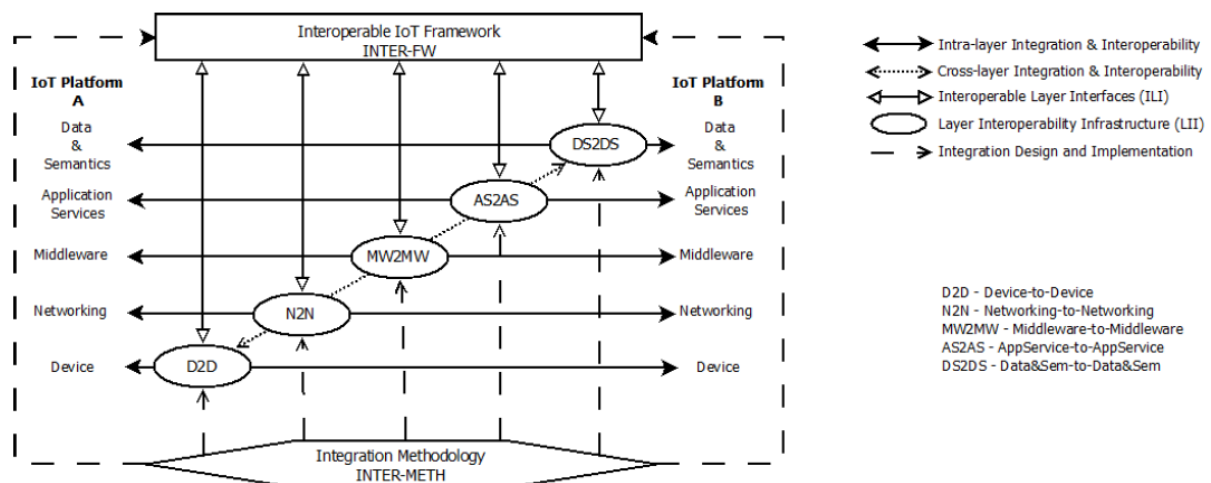 Interoperable IoT Framework
INTER-FW
IoT Platform
A
Data
&
Semantics
Application
Services
Middleware
Networking
Device
DS2DS
AS2AS
MW2MW
N2N
D2D
IoT Platform
B
Data
&
Semantics
Application
Services
Middleware
Networking
Device
Integration Methodology
INTER-METH
Intra-layer Integration & Interoperability
Cross-layer Integration & Interoperability
Interoperable Layer Interfaces (ILI)
Layer Interoperability Infrastructure (LII)
Integration Design and Implementation
D2D - Device-to-Device
N2N - Networking-to-Networking
MW2MW - Middleware-to-Middleware
AS2AS - AppService-to-AppService
DS2DS - Data&Sem-to-Data&Sem